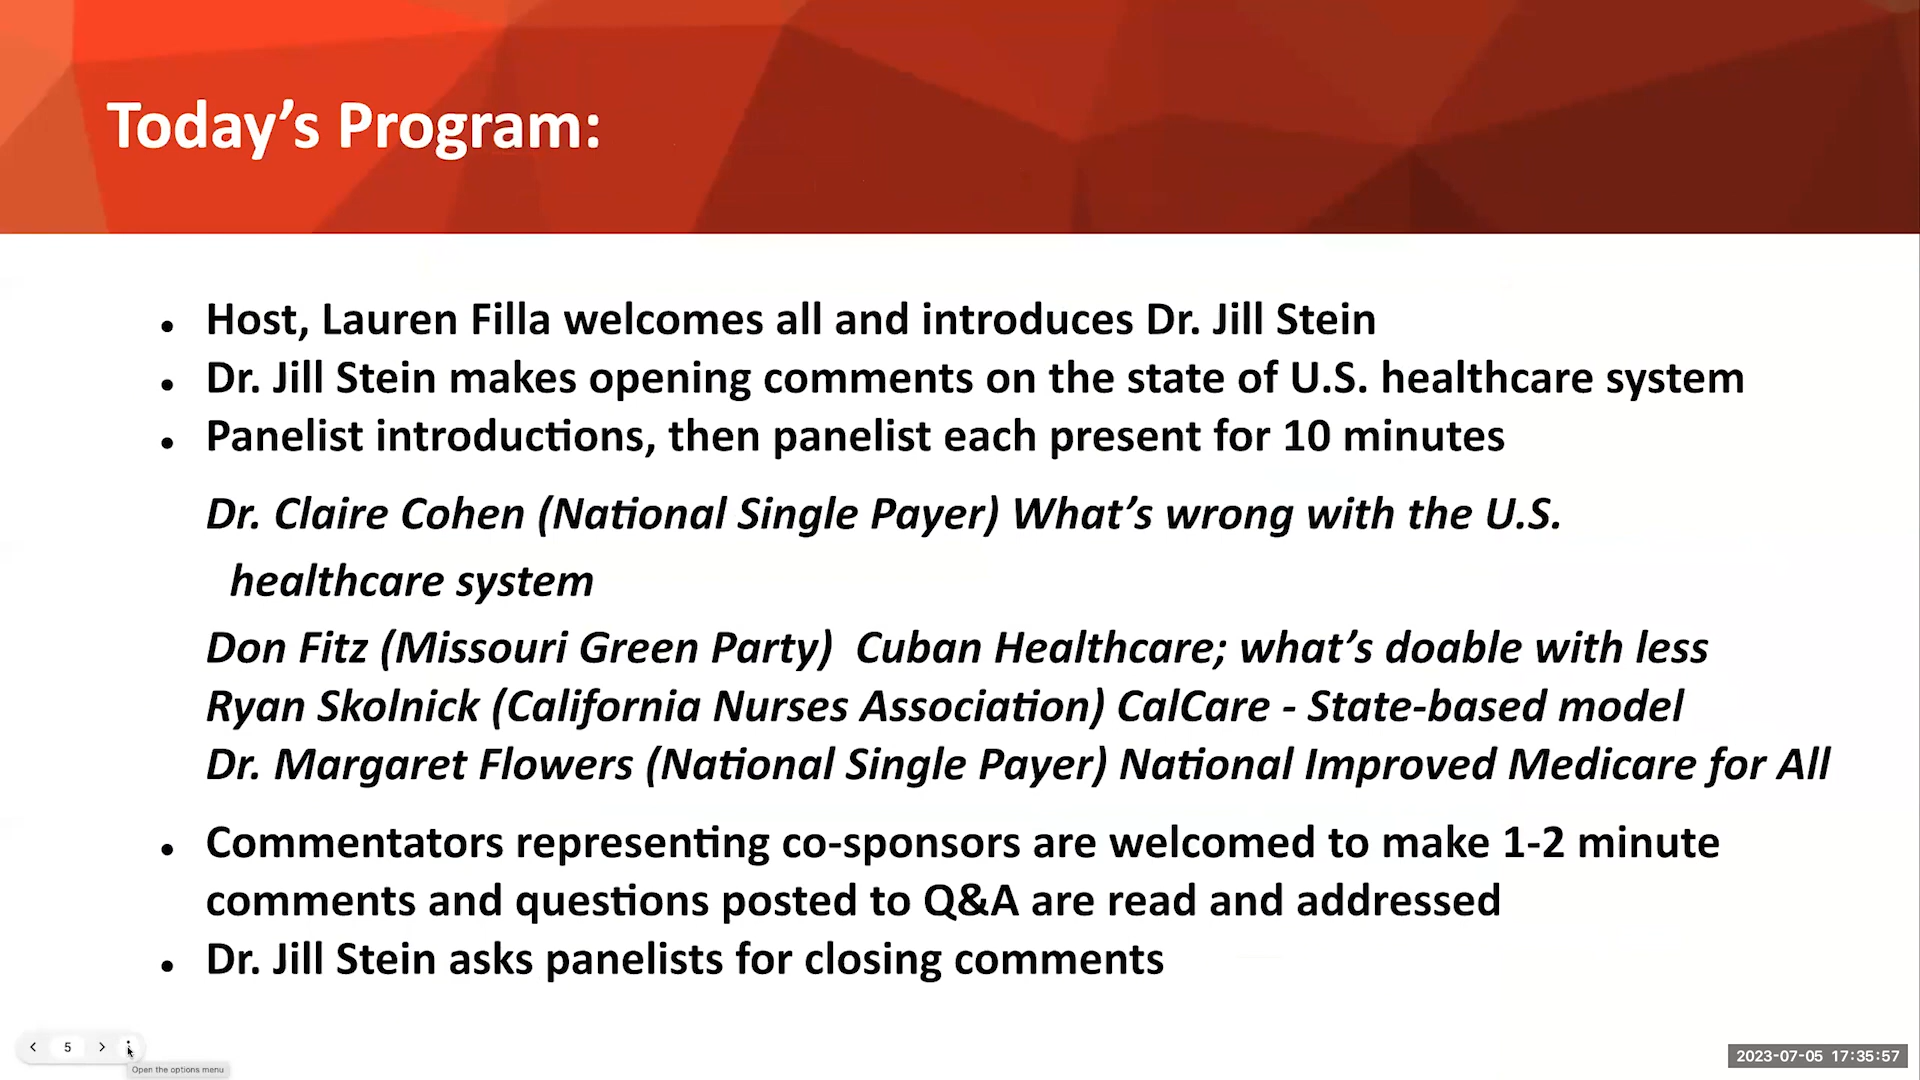 Today’s Program:
• Host, Lauren Filla welcomes all and introduces Dr. Jill Stein
• Dr. Jill Stein makes opening comments on the state of U.S. healthcare system
• Panelist introductions, then panelist each present for 10 minutes
Dr. Claire Cohen (National Single Payer) What’s wrong with the U.S.
healthcare system
Don Fitz (Missouri Green Party)  Cuban Healthcare; what’s doable with less
Ryan Skolnick (California Nurses Association) CalCare - State-based model
Dr. Margaret Flowers (National Single Payer) National Improved Medicare for All
• Commentators representing co-sponsors are welcomed to make 1-2 minute
comments and questions posted to Q&A are read and addressed
• Dr. Jill Stein asks panelists for closing comments
5
Open the options menu
2023-07-05 17:35:57